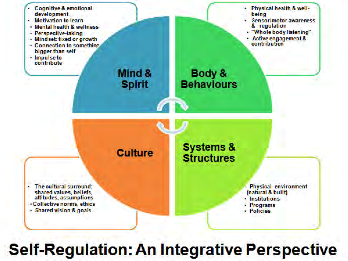 • Cognitive & emotional
development
• Motivation to learn
• Mental health & wellness
• Perspective-taking
• Mindset: fixed or growth
• Connection to something
bigger than self
• Impulse to
contribute
• Physical health & well-
being
• Sensorimotor awareness
& regulation
• "Whole body listening"
• Active engagement &
contribution
Mind &
Spirit
Body &
Behaviours
Culture
Systems &
Structures
• The cultural surround:
shared values, beliefs,
attitudes, assumptions
• Collective norms, ethics
• Shared vision & goals
• Physical environment
(natural & built)
• Institutions
• Programs
• Policies
Self-Regulation: An Integrative Perspective